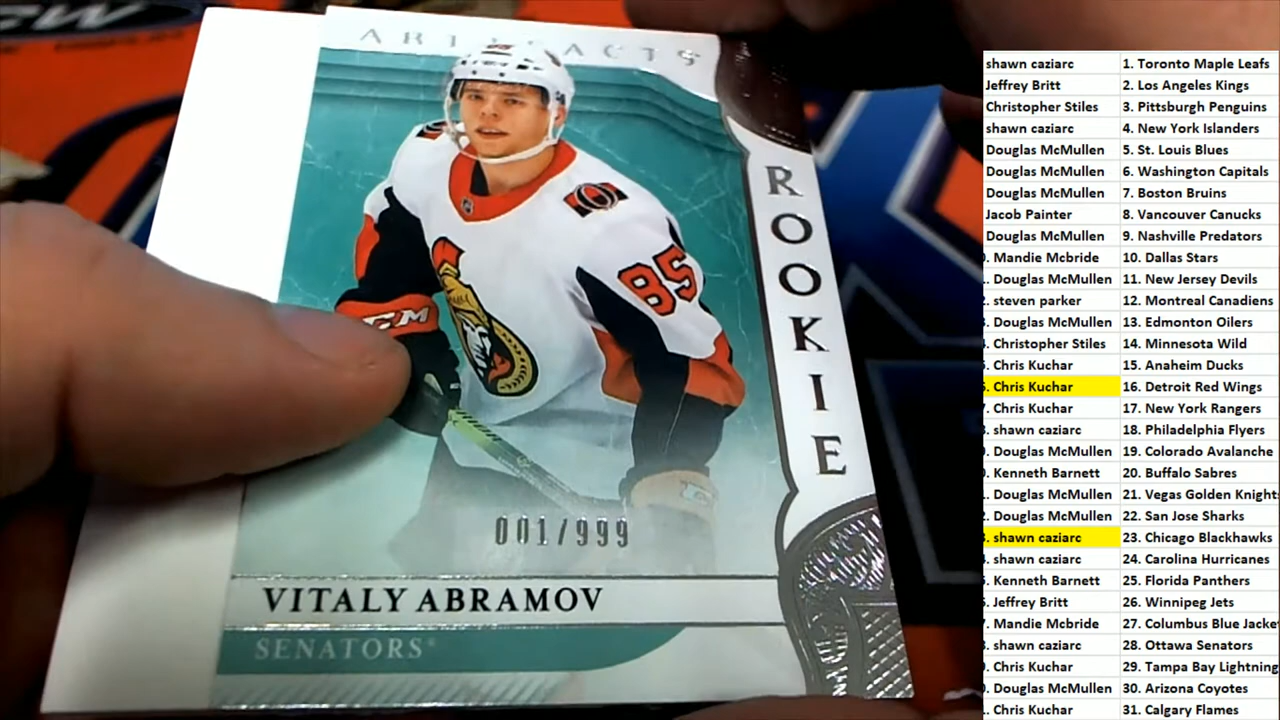 ARTIFACTS
ROOKIE
85
CCM
001/999
VITALY ABRAMOV
SENATORS
shawn caziarc 1. Toronto Maple Leafs
Jeffrey Britt 2. Los Angeles Kings
Christopher Stiles 3. Pittsburgh Penguins
shawn caziarc 4. New York Islanders
Douglas McMullen 5. St. Louis Blues
Douglas McMullen 6. Washington Capitals
Douglas McMullen 7. Boston Bruins
Jacob Painter 8. Vancouver Canucks
Douglas McMullen 9. Nashville Predators
. Mandie Mcbride 10. Dallas Stars
. Douglas McMullen 11. New Jersey Devils
. steven parker 12. Montreal Canadiens
. Douglas McMullen 13. Edmonton Oilers
. Christopher Stiles 14. Minnesota Wild
. Chris Kuchar 15. Anaheim Ducks
. Chris Kuchar 16. Detroit Red Wings
. Chris Kuchar 17. New York Rangers
. shawn caziarc 18. Philadelphia Flyers
. Douglas McMullen 19. Colorado Avalanche
. Kenneth Barnett 20. Buffalo Sabres
. Douglas McMullen 21. Vegas Golden Knight
. Douglas McMullen 22. San Jose Sharks
. shawn caziarc 23. Chicago Blackhawks
. shawn caziarc 24. Carolina Hurricanes
. Kenneth Barnett 25. Florida Panthers
. Jeffrey Britt 26. Winnipeg Jets
. Mandie Mcbride 27. Columbus Blue Jacke
. shawn caziarc 28. Ottawa Senators
. Chris Kuchar 29. Tampa Bay Lightning
. Douglas McMullen 30. Arizona Coyotes
. Chris Kuchar 31. Calgary Flames